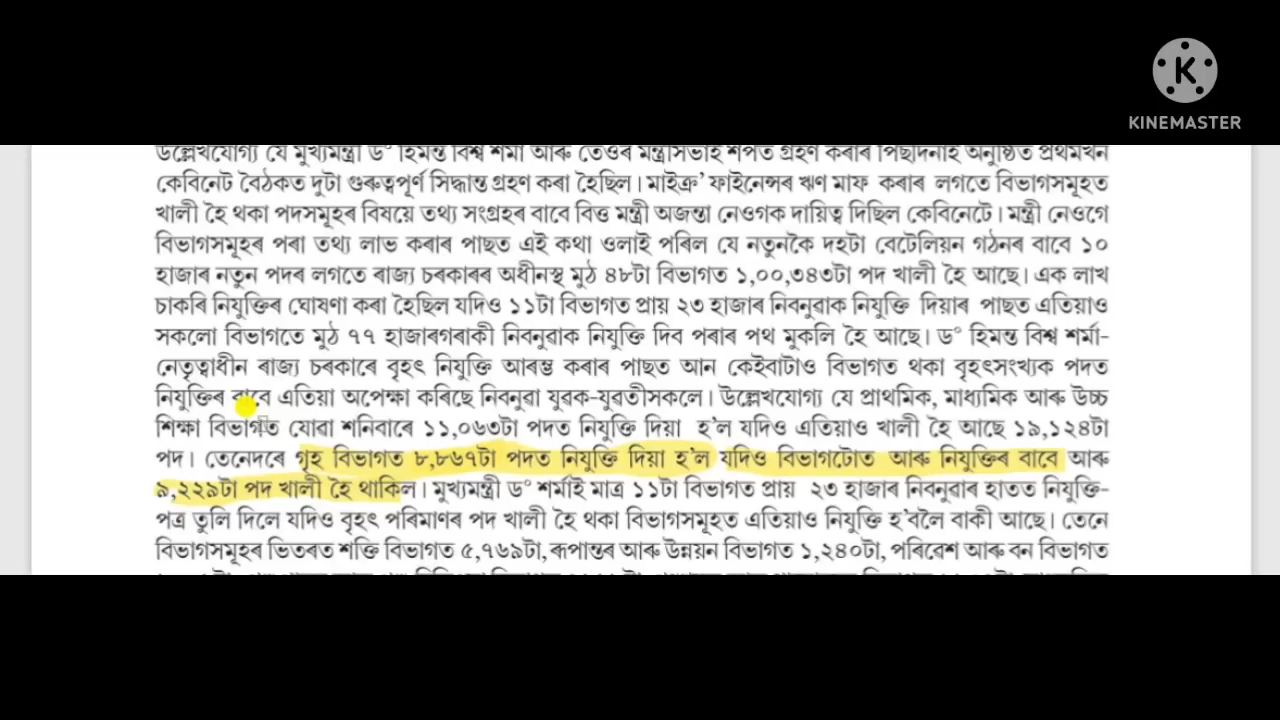 KINEMASTER
উল্লেখযোগ্য যে মুখ্যমন্ত্ৰী ড° হিমন্ত বিশ্ব শৰ্মা আৰু তেওঁৰ মন্ত্ৰীসভাই শপত গ্ৰহণ কৰাৰ পিছদিনাই অনুষ্ঠিত প্ৰথমখন
কেবিনেট বৈঠকত দুটা গুৰুত্বপূৰ্ণ সিদ্ধান্ত গ্ৰহণ কৰা হৈছিল। মাইক্ৰ’ ফাইনেন্সৰ ঋণ মাফ কৰাৰ লগতে বিভাগসমূহত
খালী হৈ থকা পদসমূহৰ বিষয়ে তথ্য সংগ্ৰহৰ বাবে বিত্ত মন্ত্ৰী অজন্তা নেওগক দায়িত্ব দিছিল কেবিনেটে। মন্ত্ৰী নেওগে
বিভাগসমূহৰ পৰা তথ্য লাভ কৰাৰ পাছত এই কথা ওলাই পৰিল যে নতুনকৈ দহটা বেটেলিয়ন গঠনৰ বাবে ১০
হাজাৰ নতুন পদৰ লগতে ৰাজ্য চৰকাৰৰ অধীনস্থ মুঠ ৪৮টা বিভাগত ১,০০,৩৪৩টা পদ খালী হৈ আছে। এক লাখ
চাকৰি নিযুক্তিৰ ঘোষণা কৰা হৈছিল যদিও ১১টা বিভাগত প্ৰায় ২৩ হাজাৰ নিবনুৱাক নিযুক্তি দিয়াৰ পাছত এতিয়াও
সকলো বিভাগতে মুঠ ৭৭ হাজাৰগৰাকী নিবনুৱাক নিযুক্তি দিব পৰাৰ পথ মুকলি হৈ আছে। ড° হিমন্ত বিশ্ব শৰ্মা-
নেতৃত্বাধীন ৰাজ্য চৰকাৰে বৃহৎ নিযুক্তি আৰম্ভ কৰাৰ পাছত আন কেইবাটাও বিভাগত থকা বৃহৎসংখ্যক পদত
নিযুক্তিৰ বাবে এতিয়া অপেক্ষা কৰিছে নিবনুৱা যুৱক-যুৱতীসকলে। উল্লেখযোগ্য যে প্ৰাথমিক, মাধ্যমিক আৰু উচ্চ
শিক্ষা বিভাগত যোৱা শনিবাৰে ১১,০৬৩টা পদত নিযুক্তি দিয়া হ’ল যদিও এতিয়াও খালী হৈ আছে ১৯,১২৪টা
পদ। তেনেদৰে গৃহ বিভাগত ৮,৮৬৭টা পদত নিযুক্তি দিয়া হ’ল যদিও বিভাগটোত আৰু নিযুক্তিৰ বাবে আৰু
৯,২২৯টা পদ খালী হৈ থাকিল। মুখ্যমন্ত্ৰী ড° শৰ্মাই মাত্ৰ ১১টা বিভাগত প্ৰায় ২৩ হাজাৰ নিবনুৱাৰ হাতত নিযুক্তি-
পত্ৰ তুলি দিলে যদিও বৃহৎ পৰিমাণৰ পদ খালী হৈ থকা বিভাগসমূহত এতিয়াও নিযুক্তি হ’বলৈ বাকী আছে। তেনে
বিভাগসমূহৰ ভিতৰত শক্তি বিভাগত ৫,৭৬৯টা, ৰূপান্তৰ আৰু উন্নয়ন বিভাগত ১,২৪০টা, পৰিৱেশ আৰু বন বিভাগত